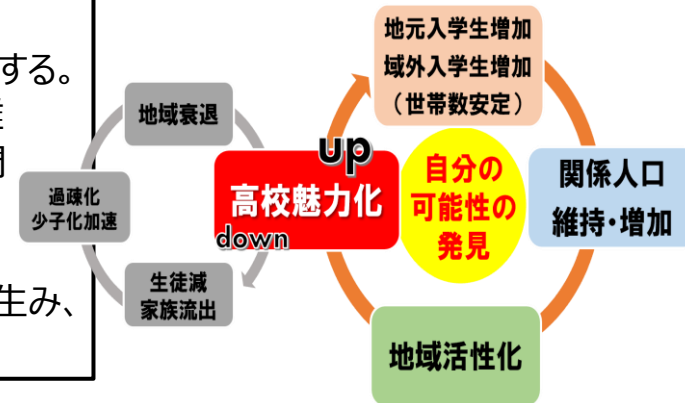 する。
生み、
地域衰退
過疎化
少子化加速
生徒減
家族流出
up
高校魅力化
down
地元入学生増加
域外入学生増加
（世帯数安定）
自分の
可能性の
発見
関係人口
維持・増加
地域活性化